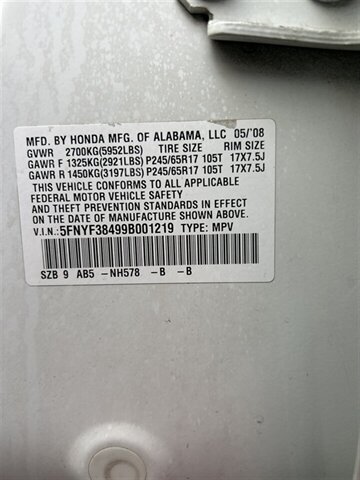 MFD. BY HONDA MFG. OF ALABAMA, LLC 05/'08
GVWR 2700KG(5952LBS) TIRE SIZE RIM SIZE
GAWR F 1325KG(2921LBS) P245/65R17 105T 17X7.5J
GAWR R 1450KG(3197LBS) P245/65R17 105T 17X7.5J
THIS VEHICLE CONFORMS TO ALL APPLICABLE
FEDERAL MOTOR VEHICLE SAFETY
AND THEFT PREVENTION STANDARDS IN EFFECT
ON THE DATE OF MANUFACTURE SHOWN ABOVE.
V.I.N.: 5FNYF38499B001219 TYPE: MPV
SZB 9 AB5 -NH578 -B -B